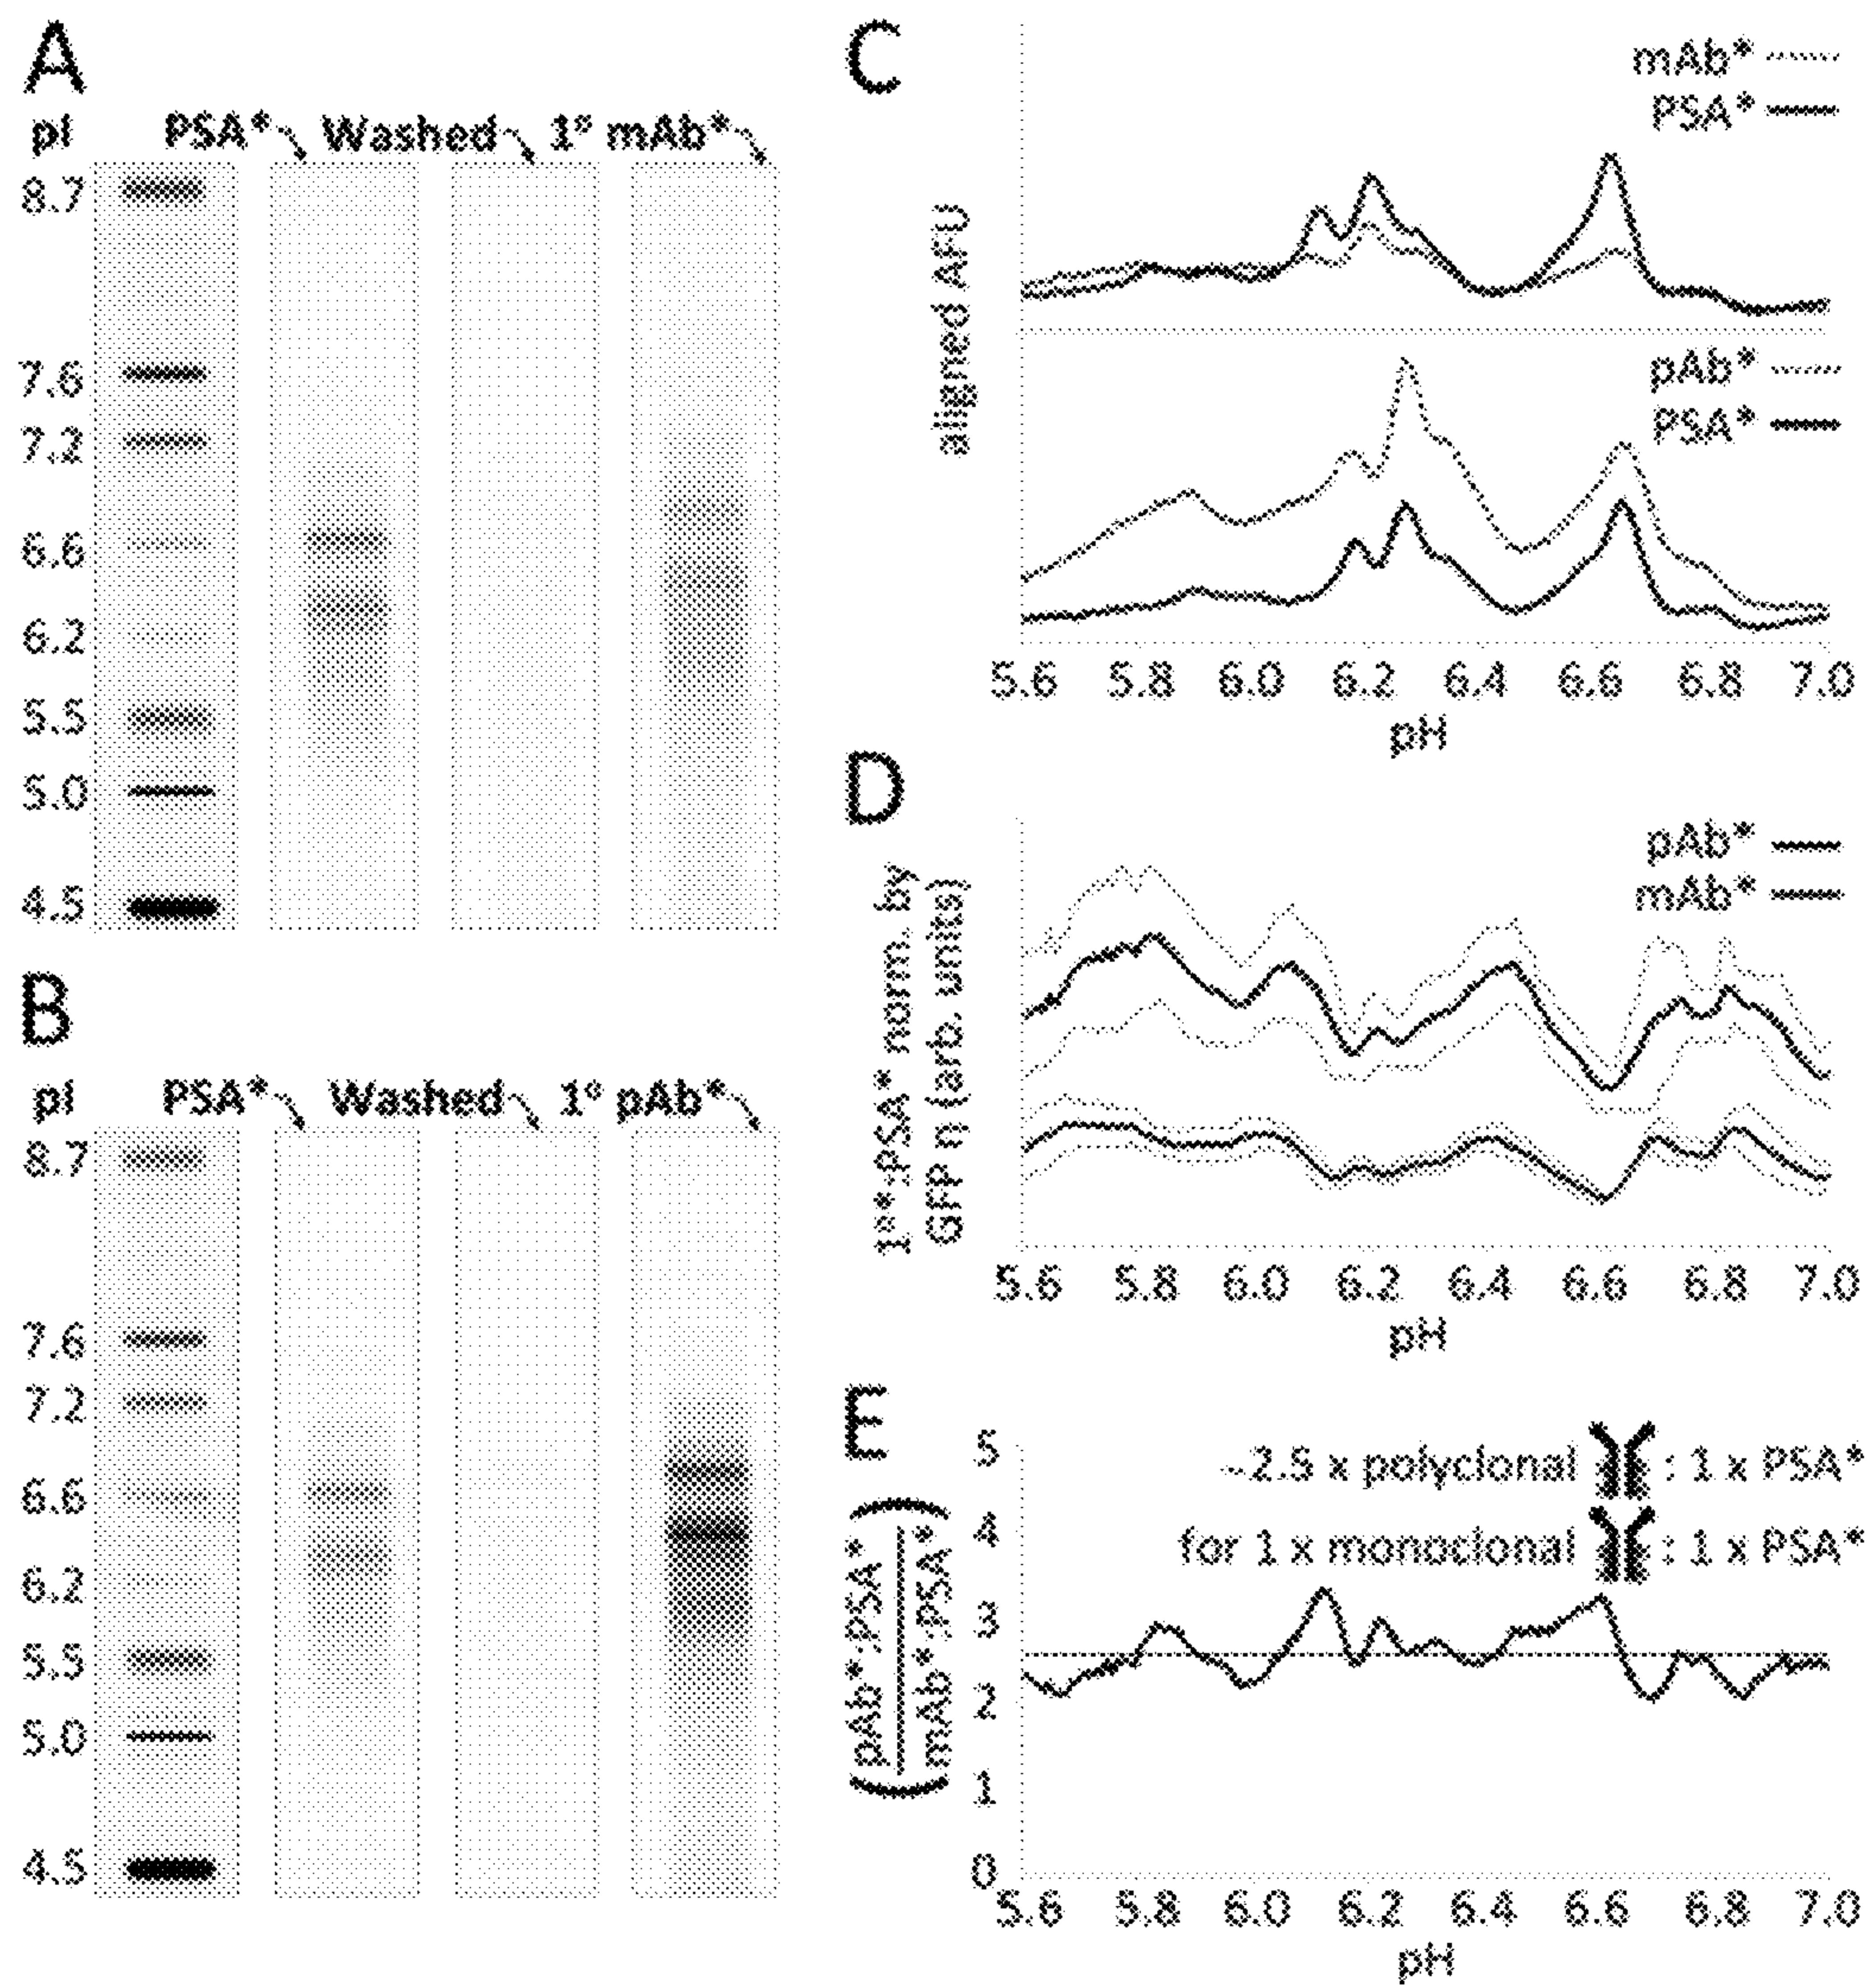 A
pI PSA* Washed 1º mAb*
8.7
7.6
7.2
6.6
6.2
5.5
5.0
4.5
B
pI PSA* Washed 1º pAb*
8.7
7.6
7.2
6.6
6.2
5.5
5.0
4.5
C
mAb*
PSA*
aligned AFU
pAb*
PSA*
5.6 5.8 6.0 6.2 6.4 6.6 6.8 7.0
pH
D
pAb*
mAb*
1º*:PSA* norm. by
GFP η (arb. units)
5.6 5.8 6.0 6.2 6.4 6.6 6.8 7.0
pH
E
(pAb*:PSA*
mAb*:PSA*)
5
4
3
2
1
0
~2.5 x polyclonal : 1 x PSA*
for 1 x monoclonal : 1 x PSA*
5.6 5.8 6.0 6.2 6.4 6.6 6.8 7.0
pH